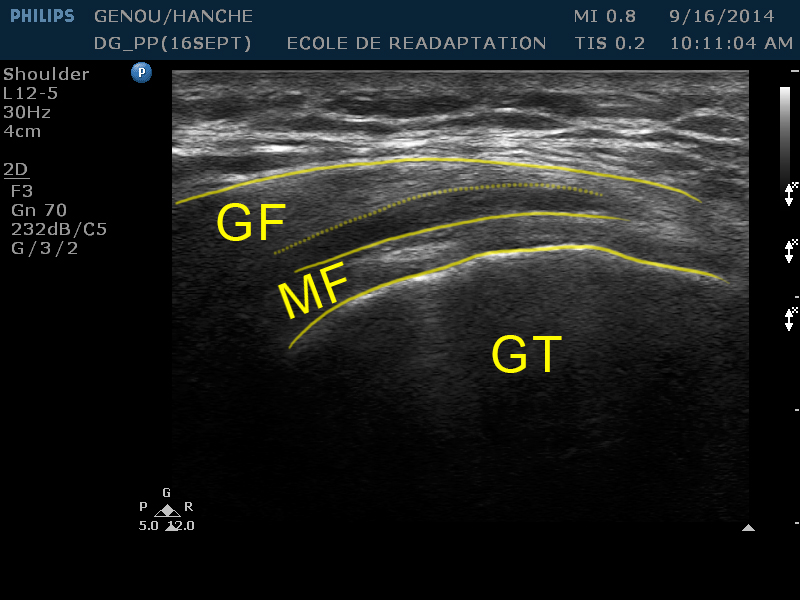 PHILIPS GENOU/HANCHE MI 0.8 9/16/2014
DG_PP(16SEPT) ECOLE DE READAPTATION TIS 0.2 10:11:04 AM
Shoulder
P
L12-5
30Hz
4cm
2D
F3
Gn 70
232dB/C5
G/3/2
GF
MF
GT
G
P R
5.0 12.0